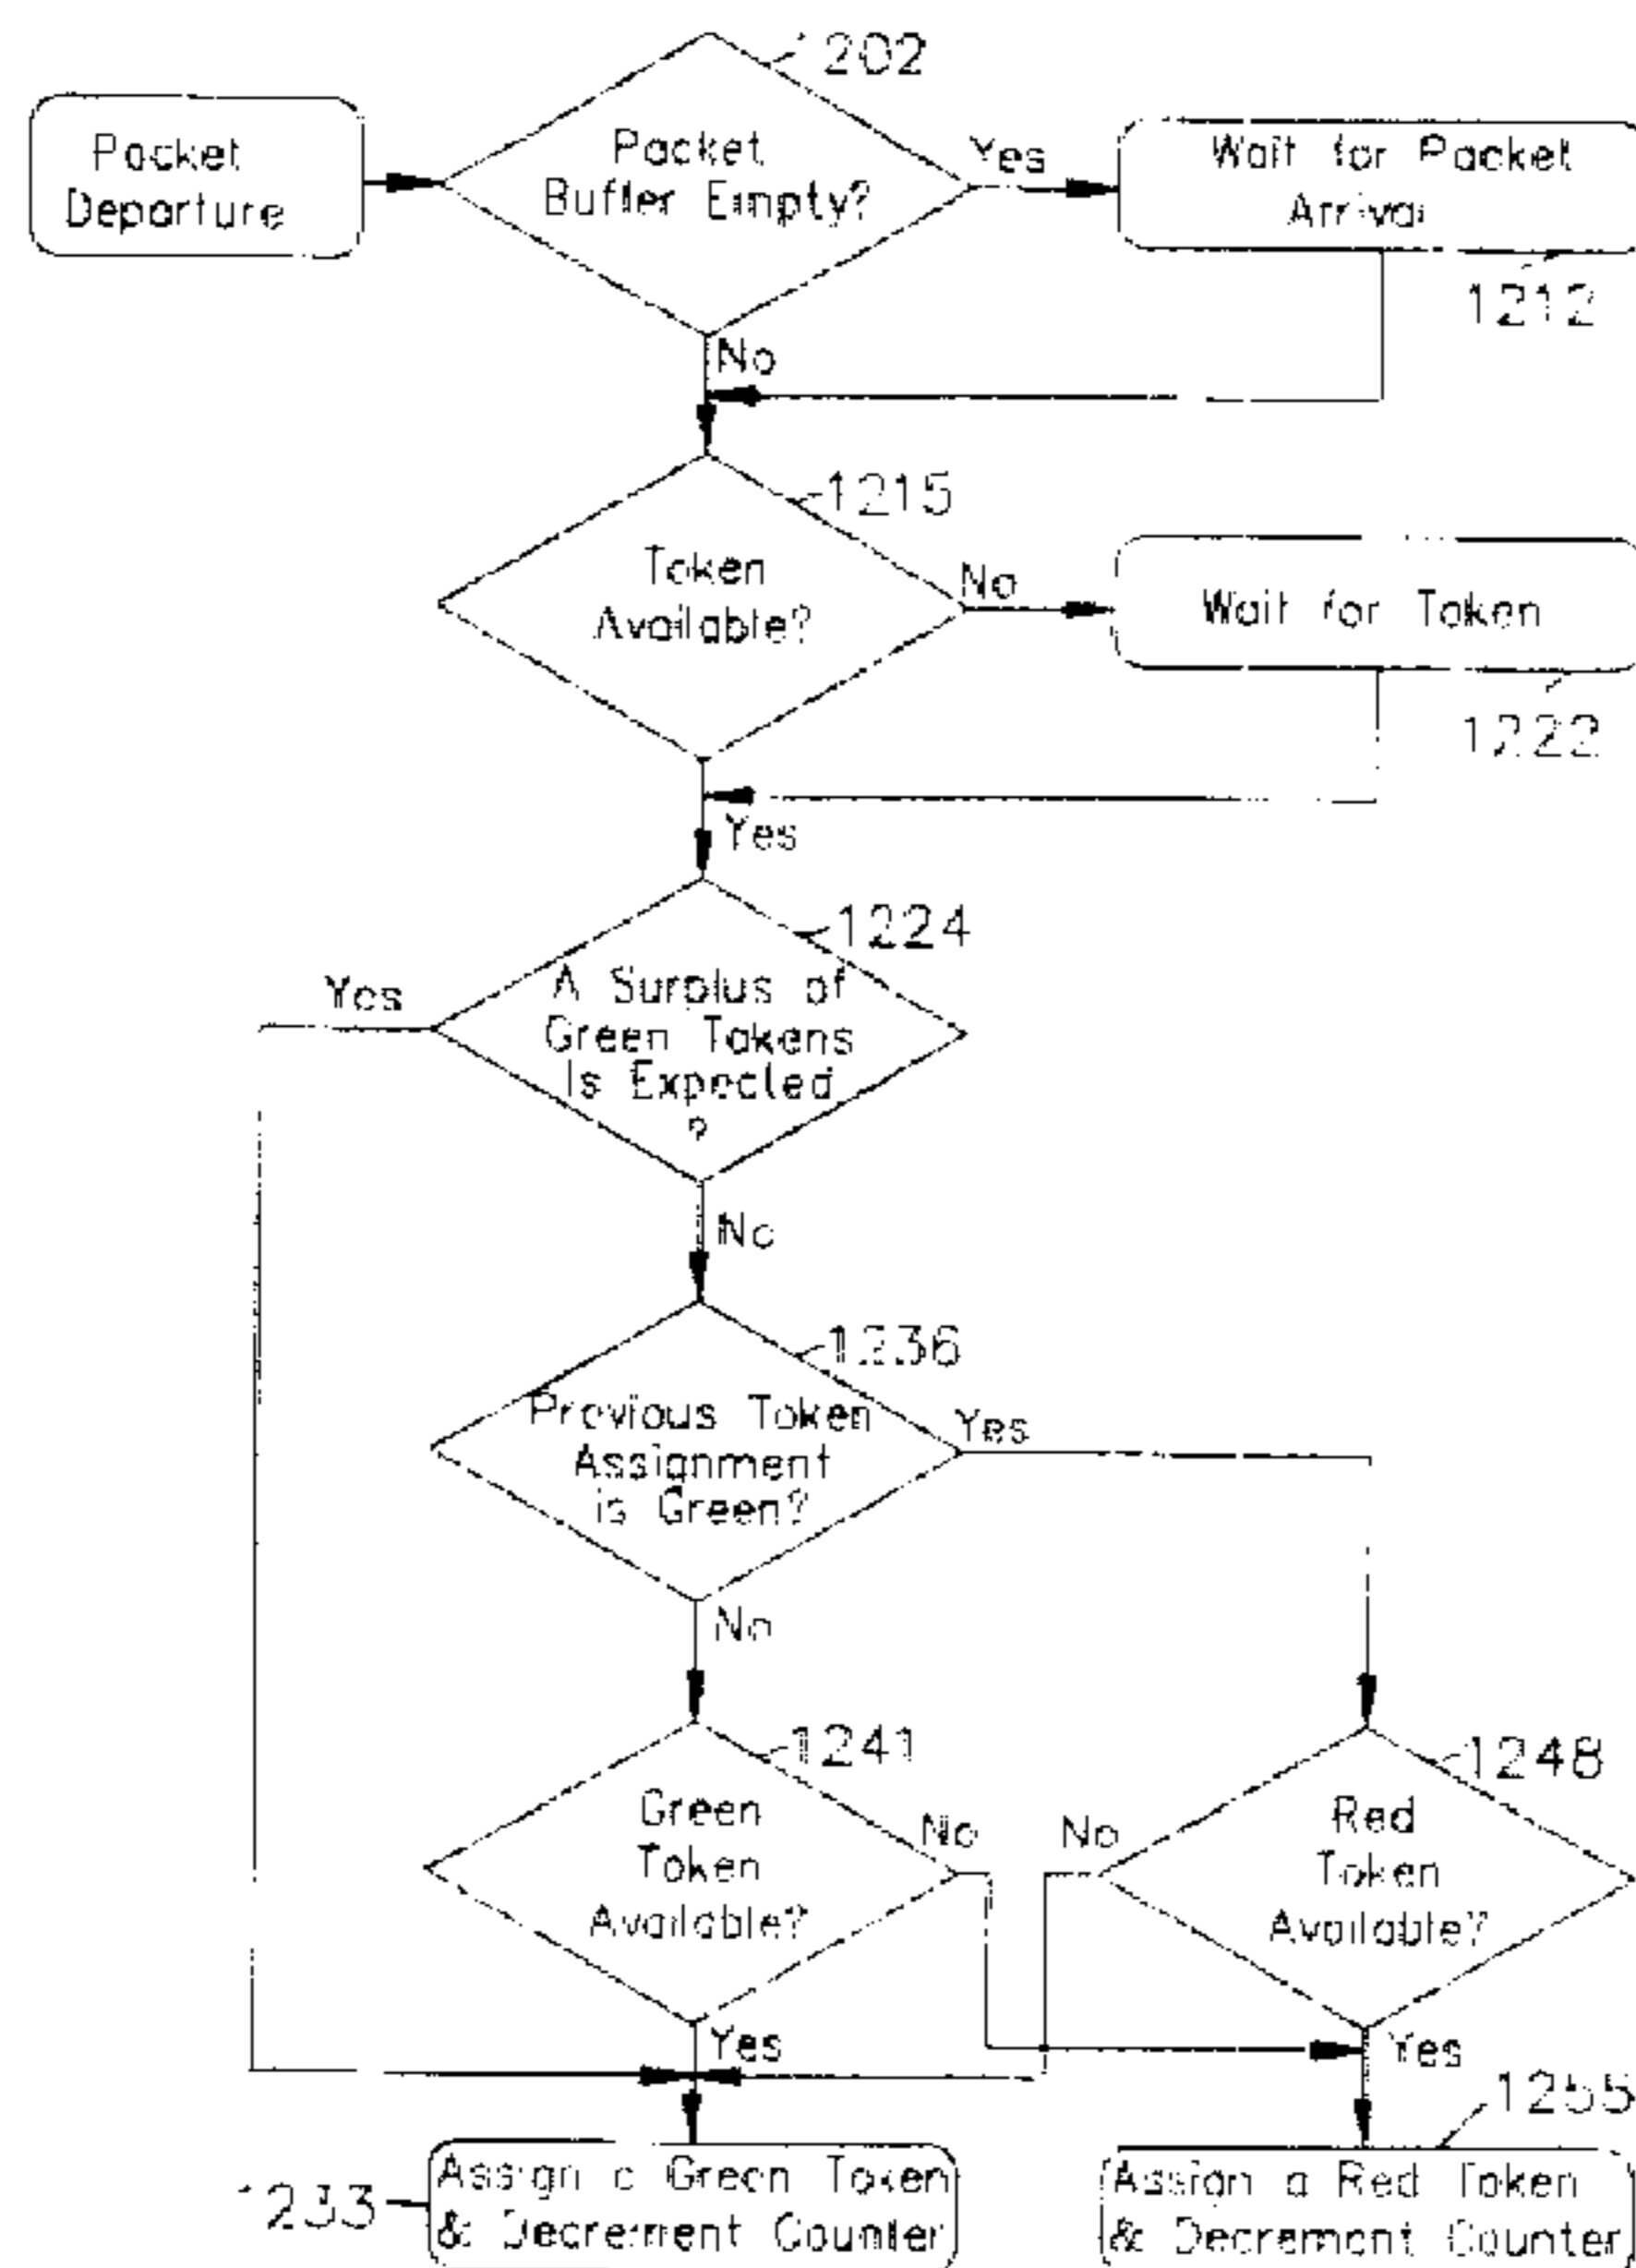 1202
Packet
Departure
Packet
Buffer Empty?
Yes
Wait for Packet
Arrival
1212
No
1215
Token
Available?
No
Wait for Token
1222
Yes
1224
Yes
A Surplus of
Green Tokens
Is Expected
?
No
1236
Previous Token
Assignment
is Green?
Yes
No
1241
Green
Token
Available?
No
1248
No
Red
Token
Available?
Yes
Yes
1255
1233
Assign a Green Token
& Decrement Counter
Assign a Red Token
& Decrement Counter